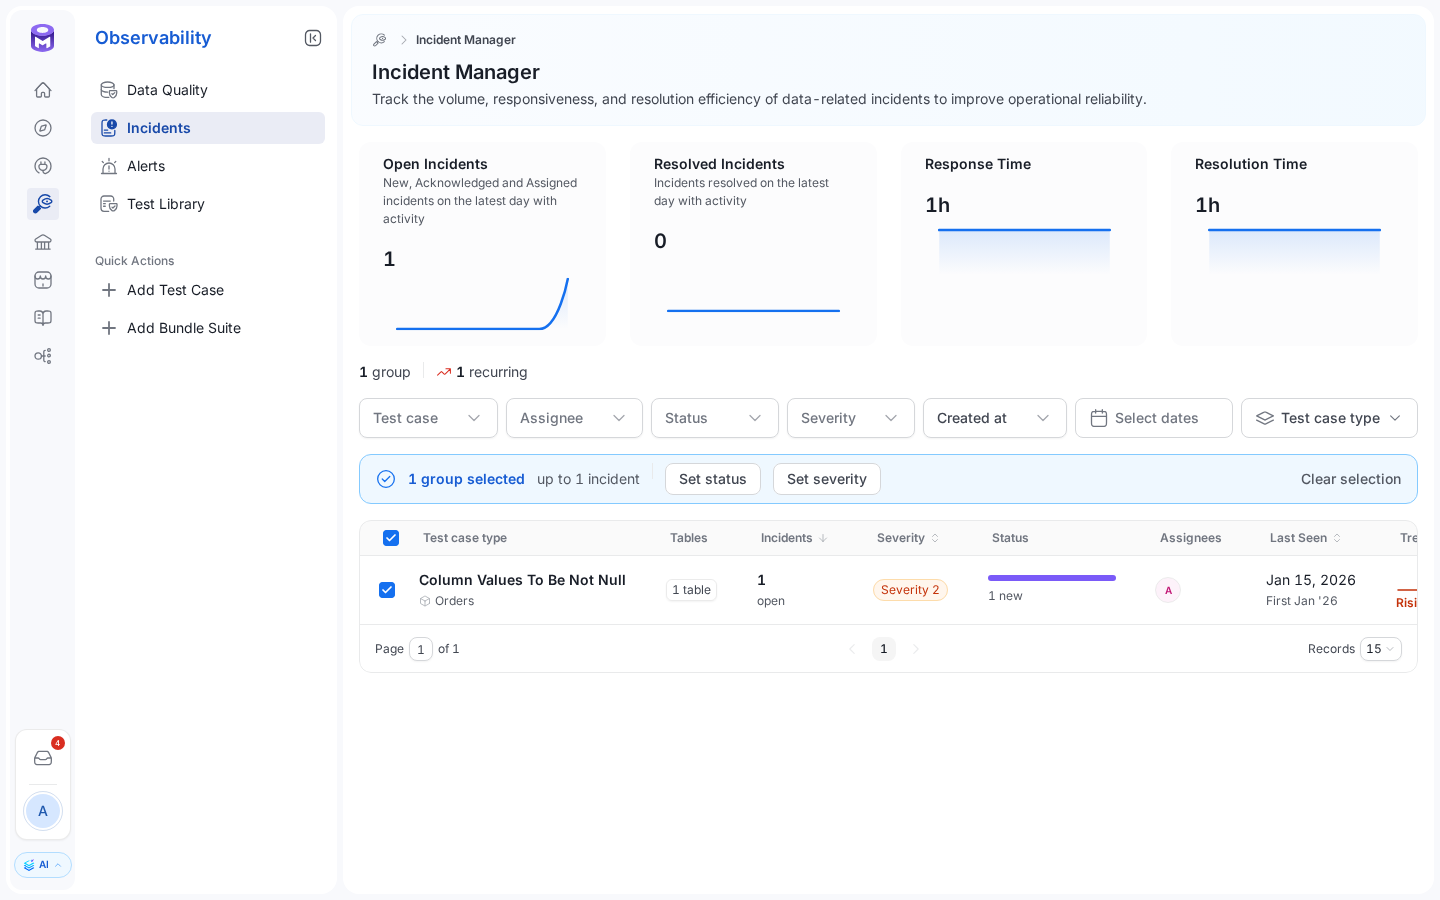 Observability
Data Quality
Incidents
Alerts
Test Library
Quick Actions
Add Test Case
Add Bundle Suite
4
A
AI
Incident Manager
Incident Manager
Track the volume, responsiveness, and resolution efficiency of data-related incidents to improve operational reliability.
Open Incidents
New, Acknowledged and Assigned
incidents on the latest day with
activity
1
Resolved Incidents
Incidents resolved on the latest
day with activity
0
Response Time
1h
Resolution Time
1h
1 group
1 recurring
Test case
Assignee
Status
Severity
Created at
Select dates
Test case type
1 group selected up to 1 incident
Set status
Set severity
Clear selection
Test case type Tables Incidents Severity Status Assignees Last Seen Tre
Column Values To Be Not Null
Orders
1 table
1
open
Severity 2
1 new
A
Jan 15, 2026
First Jan '26
Risi
Page 1 of 1
1
Records 15